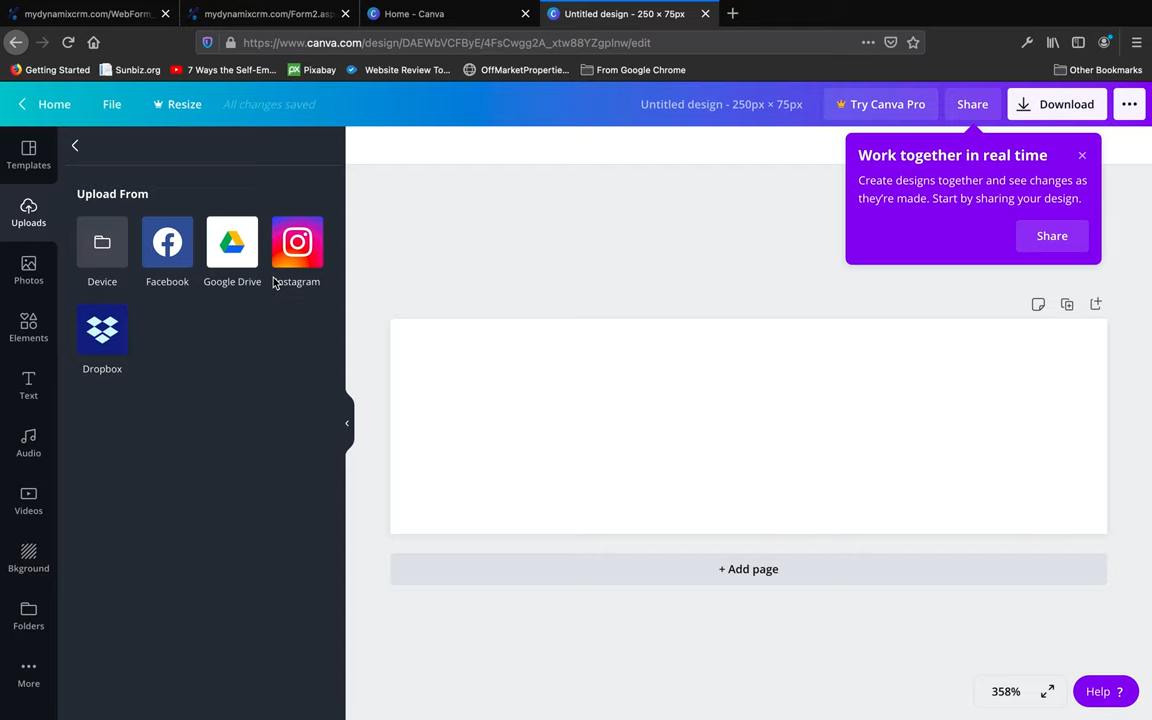 mydynamixcrm.com/WebForm_
mydynamixcrm.com/Form2.asp
Home - Canva
Untitled design - 250 × 75px
https://www.canva.com/design/DAEWbVCFByE/4FsCwgg2A_xtw88YZgplnw/edit
Getting Started
Sunbiz.org
7 Ways the Self-Em...
Pixabay
Website Review To...
OffMarketPropertie...
From Google Chrome
Other Bookmarks
Home
File
Resize
All changes saved
Untitled design - 250px × 75px
Try Canva Pro
Share
Download
Templates
Uploads
Photos
Elements
Text
Audio
Videos
Bkground
Folders
More
Upload From
Device
Facebook
Google Drive
Instagram
Dropbox
Work together in real time
Create designs together and see changes as
they're made. Start by sharing your design.
Share
+ Add page
358%
Help ?